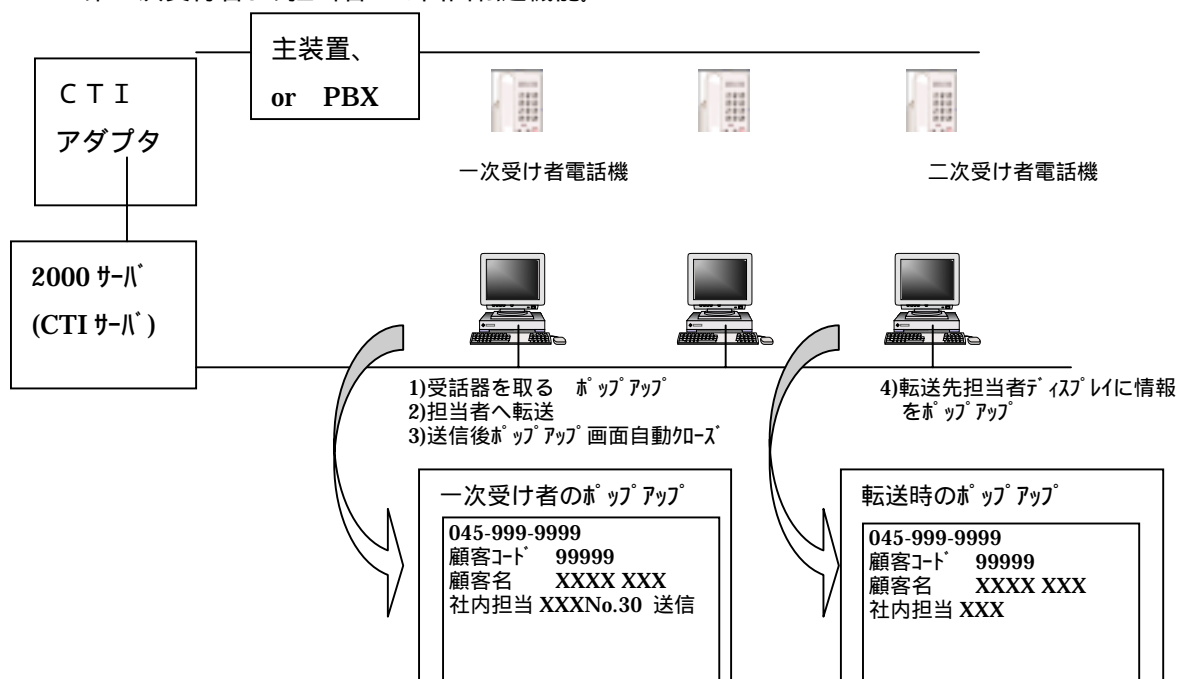 主装置、
or PBX
ＣＴＩ
アダプタ
一次受け者電話機
二次受け者電話機
2000 ｻｰﾊﾞ
(CTI ｻｰﾊﾞ)
1)受話器を取る ﾎﾟｯﾌﾟｱｯﾌﾟ
2)担当者へ転送
3)送信後ﾎﾟｯﾌﾟｱｯﾌﾟ画面自動ｸﾛｰｽﾞ
4)転送先担当者ﾃﾞｨｽﾌﾟﾚｲに情報
をﾎﾟｯﾌﾟｱｯﾌﾟ
一次受け者のﾎﾟｯﾌﾟｱｯﾌﾟ
045-999-9999
顧客ｺｰﾄﾞ 99999
顧客名 XXXX XXX
社内担当 XXXNo.30 送信
転送時のﾎﾟｯﾌﾟｱｯﾌﾟ
045-999-9999
顧客ｺｰﾄﾞ 99999
顧客名 XXXX XXX
社内担当 XXX